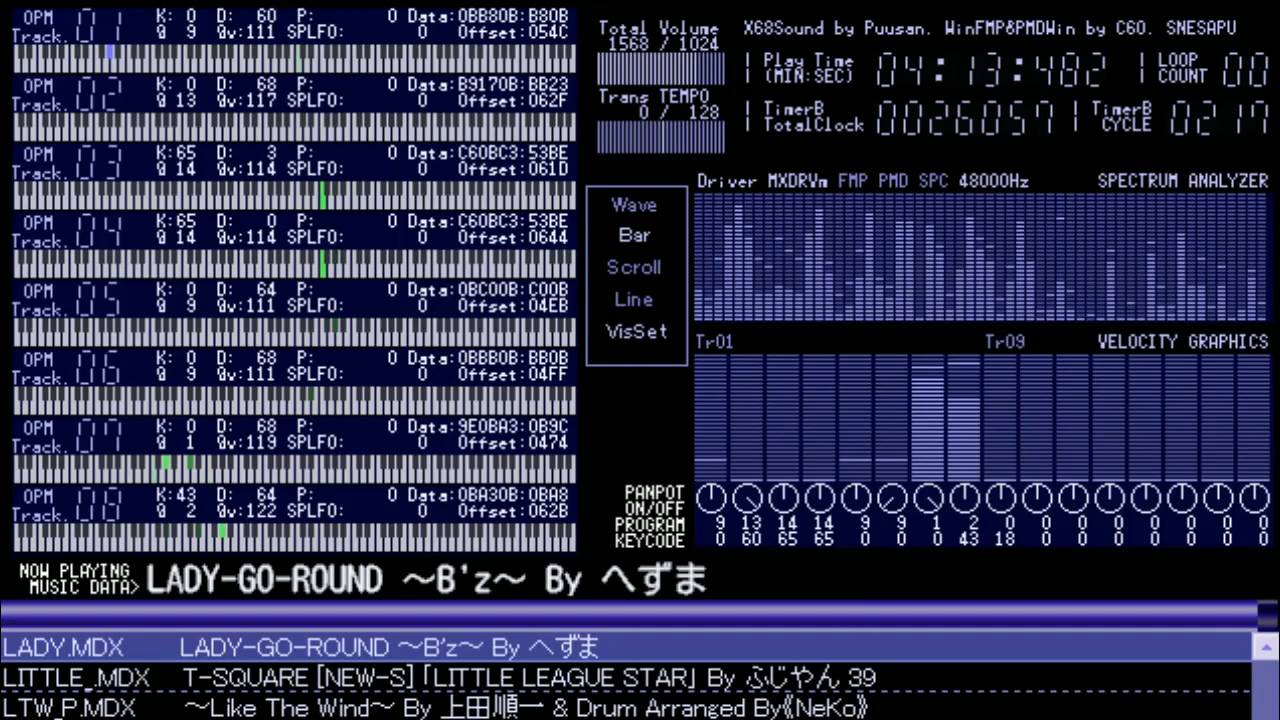 OPM K: 0 D: 60 P: 0 Data:0BB80B:B80B
Track. 01 @ 9 @v:111 SPLFO: 0 Offset:054C
OPM K: 0 D: 68 P: 0 Data:B9170B:BB23
Track. 02 @ 13 @v:117 SPLFO: 0 Offset:062F
OPM K:65 D: 3 P: 0 Data:C60BC3:53BE
Track. 03 @ 14 @v:114 SPLFO: 0 Offset:061D
OPM K:65 D: 0 P: 0 Data:C60BC3:53BE
Track. 04 @ 14 @v:114 SPLFO: 0 Offset:0644
OPM K: 0 D: 64 P: 0 Data:0BC00B:C00B
Track. 05 @ 9 @v:111 SPLFO: 0 Offset:04EB
OPM K: 0 D: 68 P: 0 Data:0BBB0B:BB0B
Track. 06 @ 9 @v:111 SPLFO: 0 Offset:04FF
OPM K: 0 D: 68 P: 0 Data:9E0BA3:0B9C
Track. 07 @ 1 @v:119 SPLFO: 0 Offset:0474
OPM K:43 D: 64 P: 0 Data:0BA30B:0BA8
Track. 08 @ 2 @v:122 SPLFO: 0 Offset:062B
Total Volume
1568 / 1024
Trans TEMPO
0 / 128
X68Sound by Puusan. WinFMP&PMDWin by C60. SNESAPU
Play Time
(MIN:SEC) 04:13:482
LOOP
COUNT 00
TimerB
TotalClock 0026057
TimerB
CYCLE 0217
Driver MXDRVm FMP PMD SPC 48000Hz SPECTRUM ANALYZER
Wave
Bar
Scroll
Line
VisSet
Tr01 Tr09 VELOCITY GRAPHICS
PANPOT
ON/OFF
PROGRAM 9 13 14 14 9 9 1 2 0 0 0 0 0 0 0 0
KEYCODE 0 60 65 65 0 0 0 43 18 0 0 0 0 0 0 0
NOW PLAYING
MUSIC DATA> LADY-GO-ROUND ～B'z～ By へずま
LADY.MDX LADY-GO-ROUND ～B'z～ By へずま
LITTLE_.MDX T-SQUARE [NEW-S]「LITTLE LEAGUE STAR」 By ふじやん 39
LTW_P.MDX ～Like The Wind～ By 上田順一 & Drum Arranged By《NeKo》